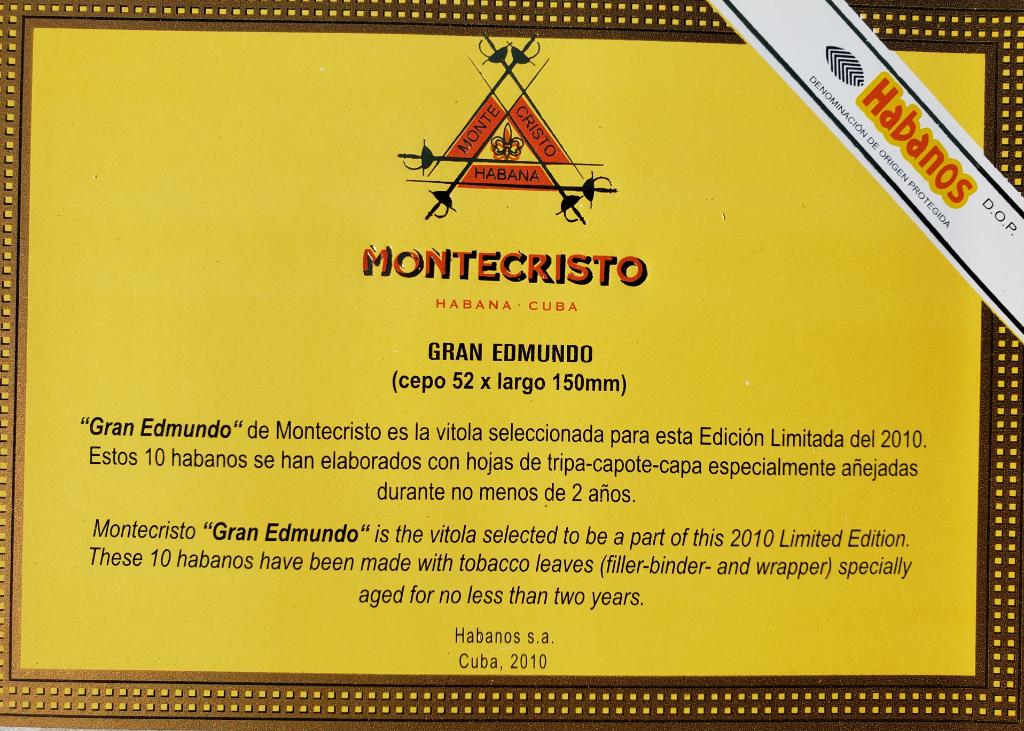 MONTE CRISTO
HABANA
Habanos
DENOMINACIÓN DE ORIGEN PROTEGIDA
D.O.P.
MONTECRISTO
HABANA · CUBA
GRAN EDMUNDO
(cepo 52 x largo 150mm)
“Gran Edmundo“ de Montecristo es la vitola seleccionada para esta Edición Limitada del 2010.
Estos 10 habanos se han elaborados con hojas de tripa-capote-capa especialmente añejadas
durante no menos de 2 años.
Montecristo “Gran Edmundo“ is the vitola selected to be a part of this 2010 Limited Edition.
These 10 habanos have been made with tobacco leaves (filler-binder- and wrapper) specially
aged for no less than two years.
Habanos s.a.
Cuba, 2010